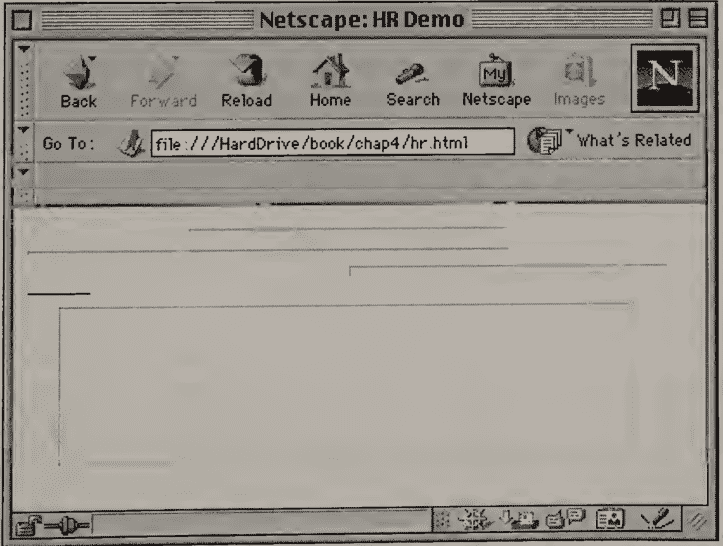 Netscape: HR Demo
Back Forward Reload Home Search Netscape Images
My
N
Go To: file:///HardDrive/book/chap4/hr.html What's Related